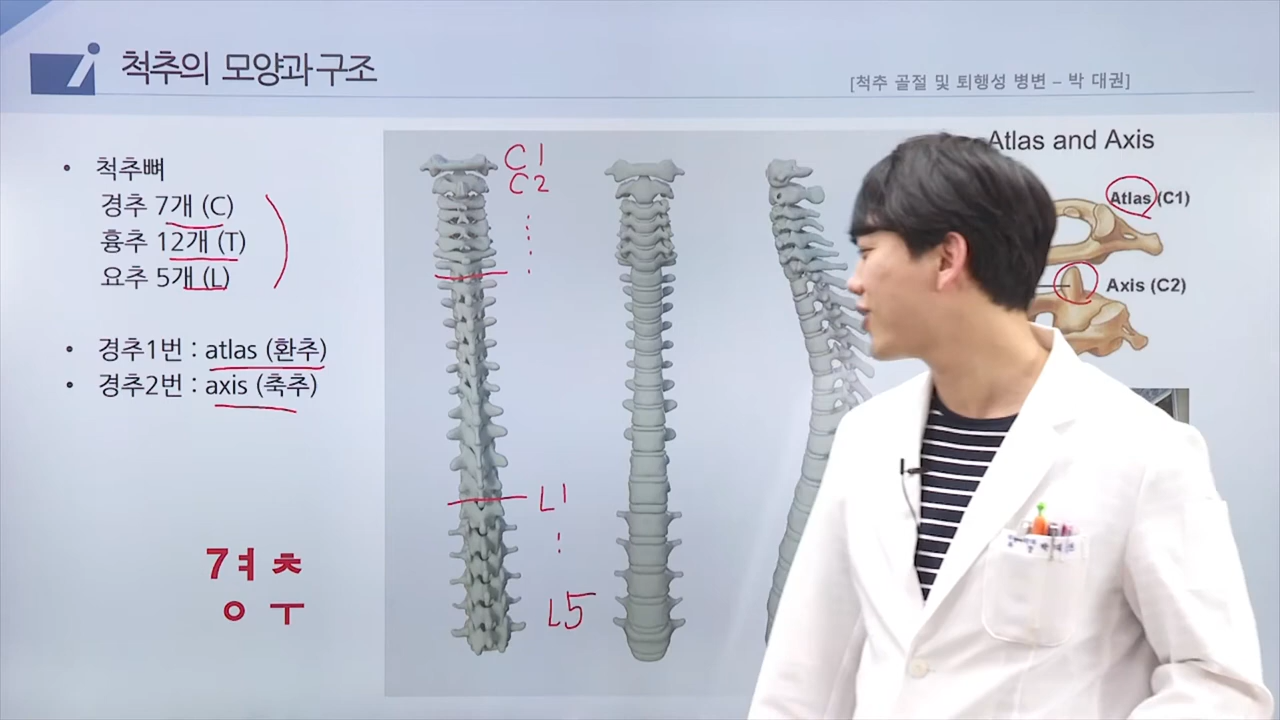 척추의 모양과 구조
[척추 골절 및 퇴행성 병변 – 박 대권]
• 척추뼈
경추 7개 (C)
흉추 12개 (T)
요추 5개 (L)
• 경추1번 : atlas (환추)
• 경추2번 : axis (축추)
7경추
C1
C2
L1
L5
Atlas and Axis
Atlas (C1)
Axis (C2)